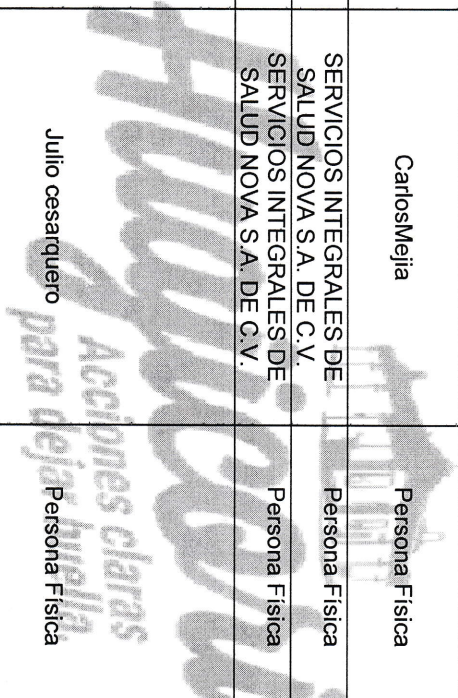 CarlosMejia
Persona Física
SERVICIOS INTEGRALES DE
SALUD NOVA S.A. DE C.V.
Persona Física
SERVICIOS INTEGRALES DE
SALUD NOVA S.A. DE C.V.
Persona Física
Julio cesarquero
Persona Física
Acciones claras
para dejar huella